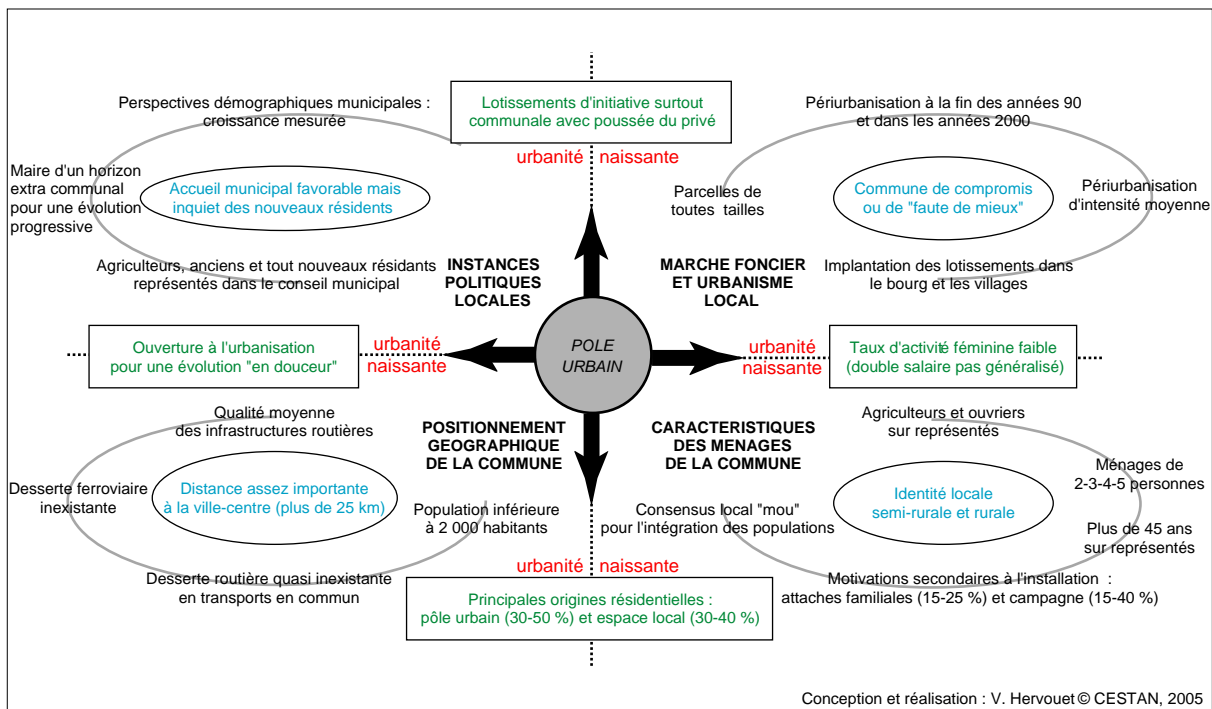 Perspectives démographiques municipales :
croissance mesurée
Maire d'un horizon
extra communal
pour une évolution
progressive
Accueil municipal favorable mais
inquiet des nouveaux résidents
Agriculteurs, anciens et tout nouveaux résidants
représentés dans le conseil municipal
INSTANCES
POLITIQUES
LOCALES
Lotissements d'initiative surtout
communale avec poussée du privé
urbanité naissante
Périurbanisation à la fin des années 90
et dans les années 2000
Parcelles de
toutes tailles
Commune de compromis
ou de "faute de mieux"
Périurbanisation
d'intensité moyenne
MARCHE FONCIER
ET URBANISME
LOCAL
Implantation des lotissements dans
le bourg et les villages
Ouverture à l'urbanisation
pour une évolution "en douceur"
urbanité
naissante
POLE
URBAIN
urbanité
naissante
Taux d'activité féminine faible
(double salaire pas généralisé)
Qualité moyenne
des infrastructures routières
POSITIONNEMENT
GEOGRAPHIQUE
DE LA COMMUNE
Desserte ferroviaire
inexistante
Distance assez importante
à la ville-centre (plus de 25 km)
Population inférieure
à 2 000 habitants
Desserte routière quasi inexistante
en transports en commun
CARACTERISTIQUES
DES MENAGES
DE LA COMMUNE
Agriculteurs et ouvriers
sur représentés
Ménages de
2-3-4-5 personnes
Consensus local "mou"
pour l'intégration des populations
Identité locale
semi-rurale et rurale
Plus de 45 ans
sur représentés
Motivations secondaires à l'installation :
attaches familiales (15-25 %) et campagne (15-40 %)
urbanité naissante
Principales origines résidentielles :
pôle urbain (30-50 %) et espace local (30-40 %)
Conception et réalisation : V. Hervouet © CESTAN, 2005